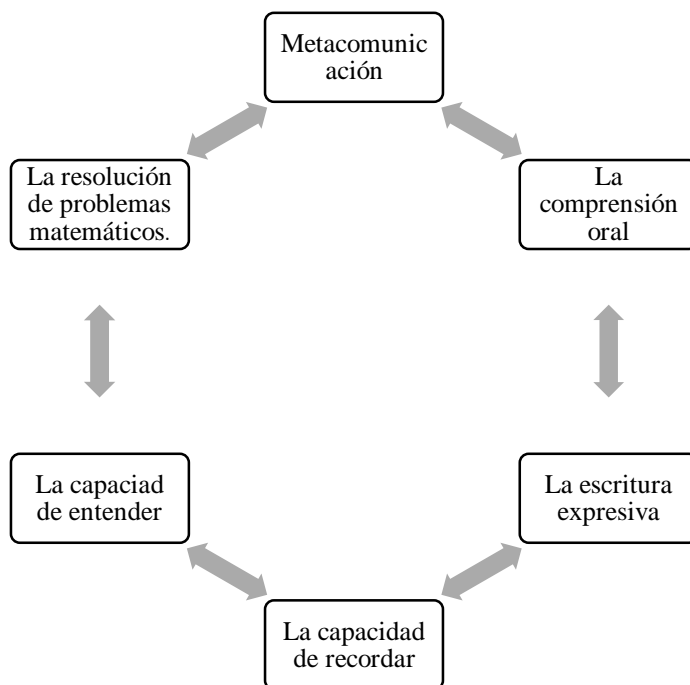 Metacomunic
ación
La
comprensión
oral
La escritura
expresiva
La capacidad
de recordar
La capaciad
de entender
La resolución
de problemas
matemáticos.